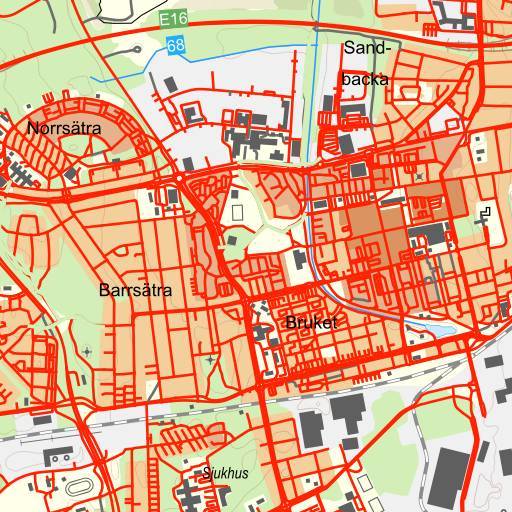 E16
68
Sand-
backa
Norrsätra
Barrsätra
Bruket
Sjukhus